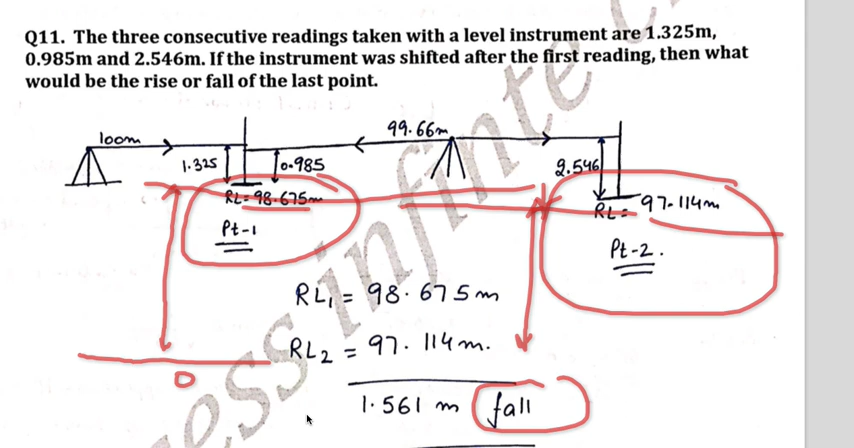 Q11. The three consecutive readings taken with a level instrument are 1.325m,
0.985m and 2.546m. If the instrument was shifted after the first reading, then what
would be the rise or fall of the last point.
100m
99.66m
1.325
0.985
2.546
RL = 98.675m
RL = 97.114m
Pt-1
Pt-2.
RL1 = 98.675m
RL2 = 97.114m.
0
1.561 m fall
ess infinite c